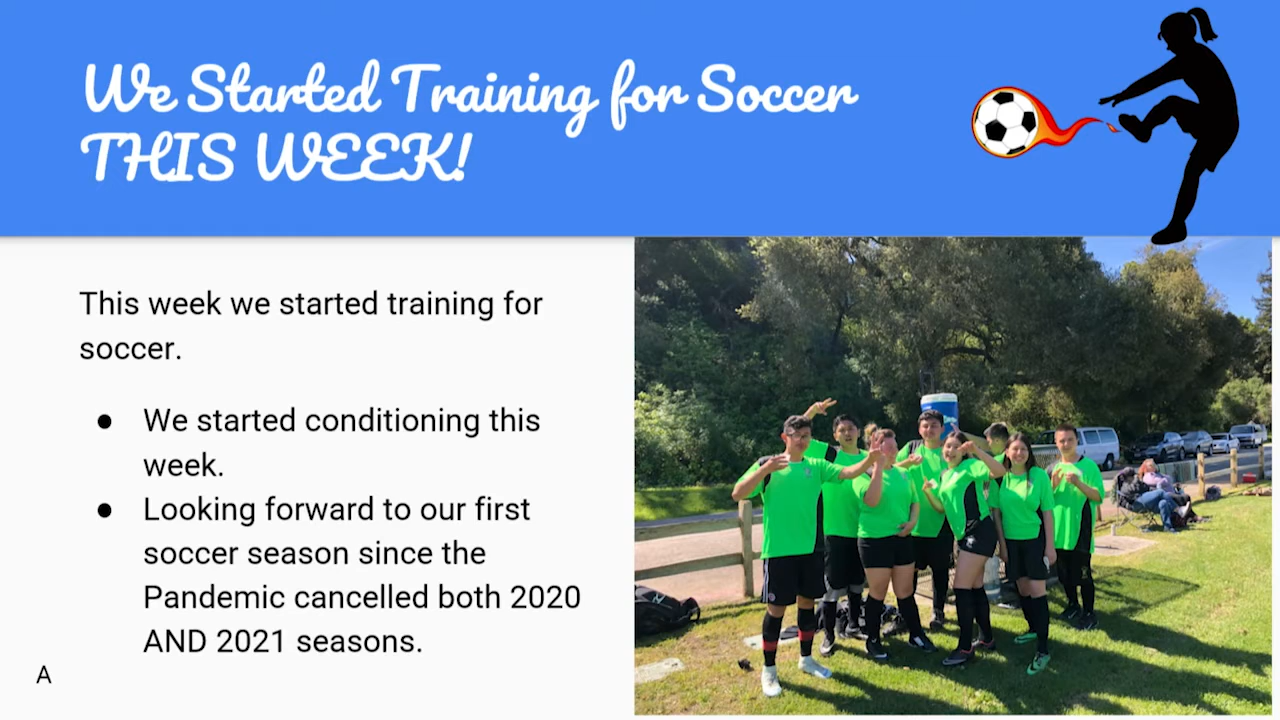 We Started Training for Soccer
THIS WEEK!
This week we started training for
soccer.
● We started conditioning this
week.
● Looking forward to our first
soccer season since the
Pandemic cancelled both 2020
AND 2021 seasons.
A